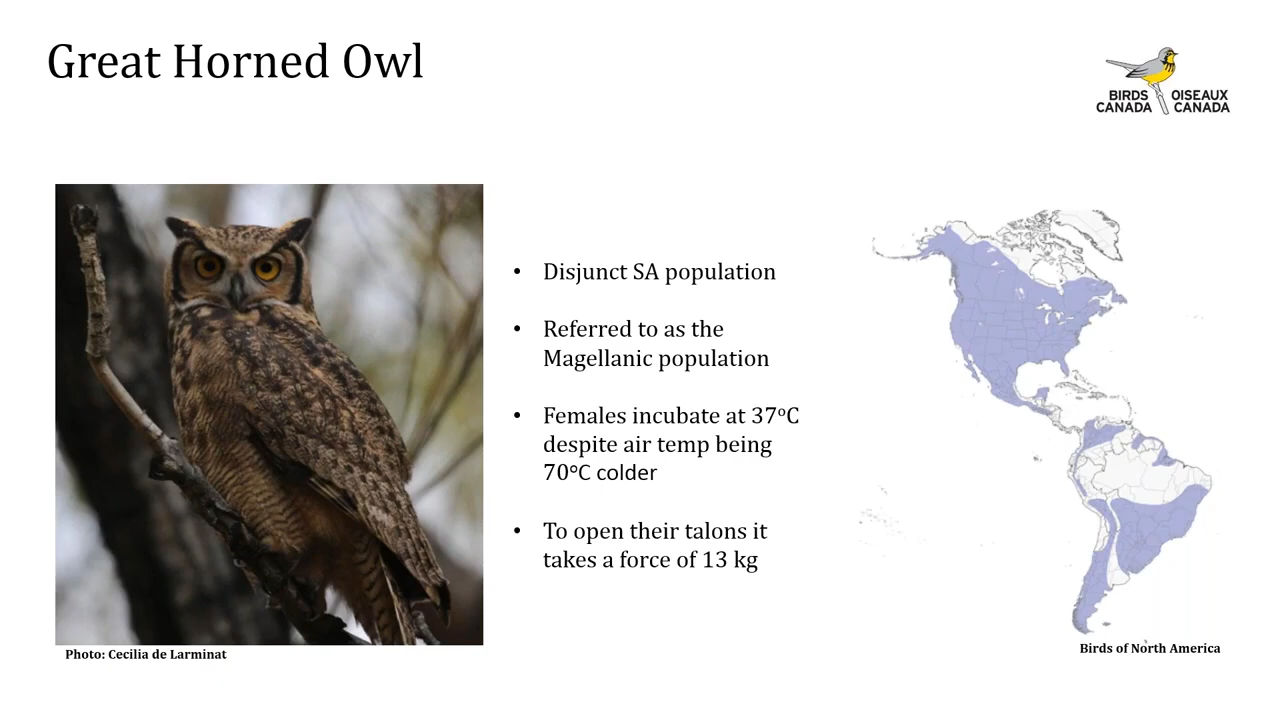 Great Horned Owl
BIRDS CANADA
OISEAUX CANADA
• Disjunct SA population
• Referred to as the
Magellanic population
• Females incubate at 37ºC
despite air temp being
70ºC colder
• To open their talons it
takes a force of 13 kg
Photo: Cecilia de Larminat
Birds of North America